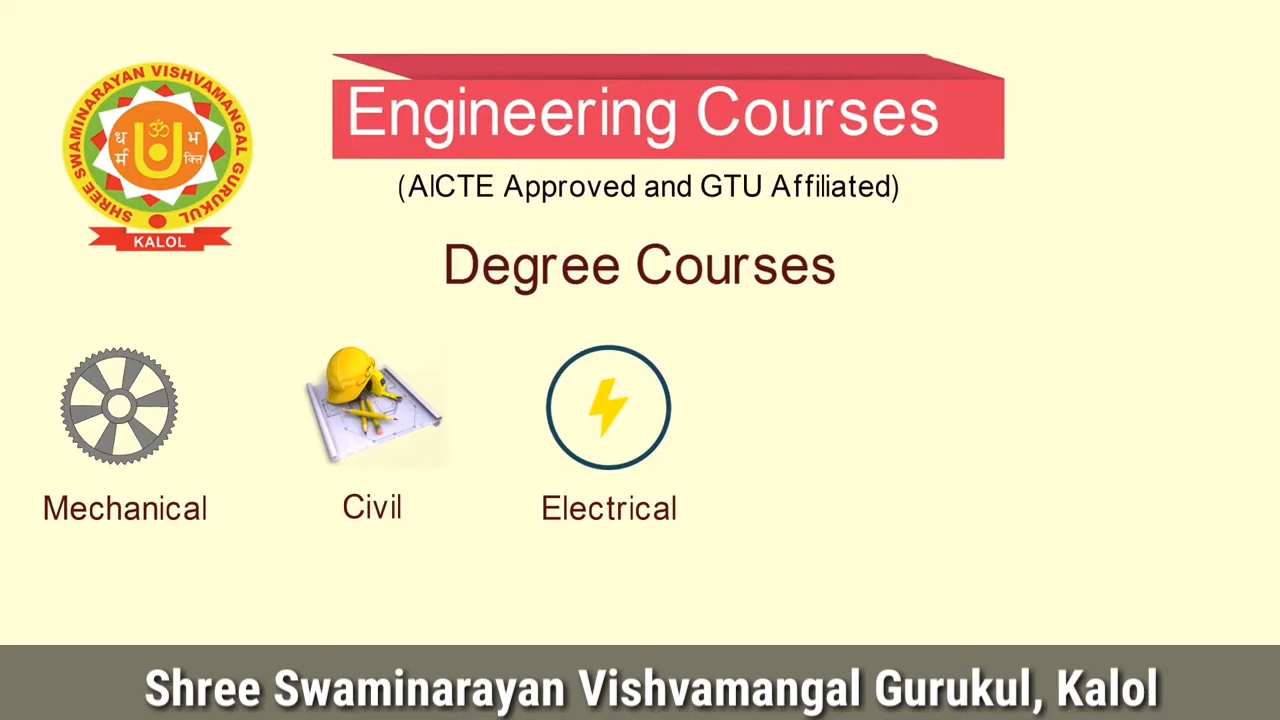 SHREE SWAMINARAYAN VISHVAMANGAL GURUKUL
ॐ
ध भ
र्म क्ति
KALOL
Engineering Courses
(AICTE Approved and GTU Affiliated)
Degree Courses
Mechanical Civil Electrical
Shree Swaminarayan Vishvamangal Gurukul, Kalol